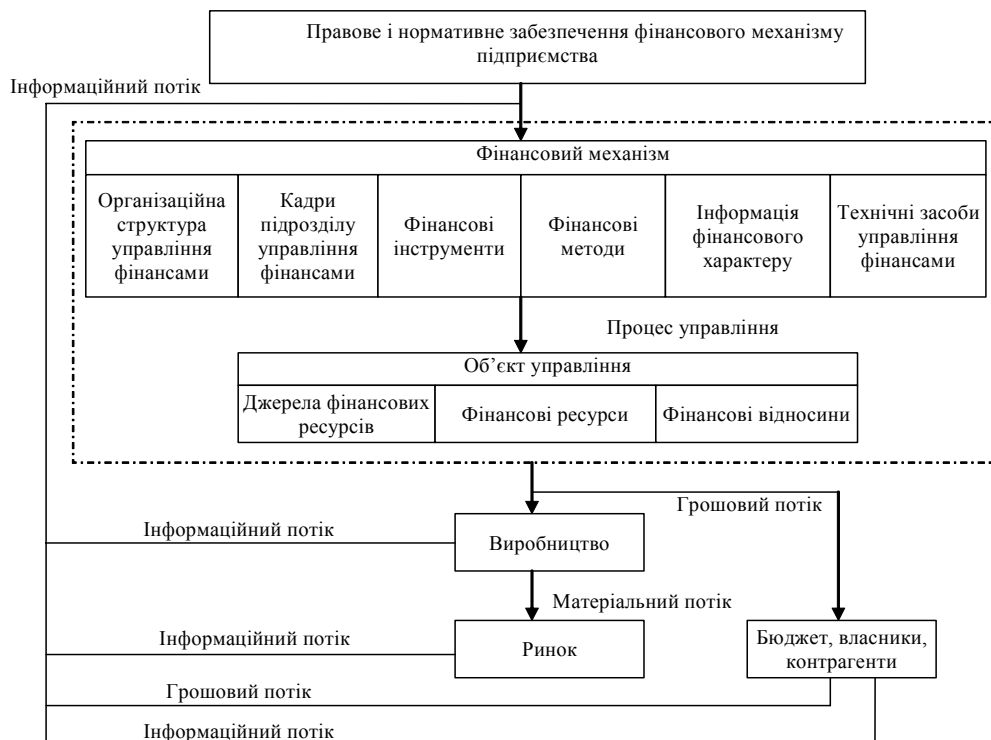 Правове і нормативне забезпечення фінансового механізму
підприємства
Інформаційний потік
Фінансовий механізм
Організаційна
структура
управління
фінансами
Кадри
підрозділу
управління
фінансами
Фінансові
інструменти
Фінансові
методи
Інформація
фінансового
характеру
Технічні засоби
управління
фінансами
Процес управління
Об’єкт управління
Джерела фінансових
ресурсів
Фінансові ресурси
Фінансові відносини
Грошовий потік
Інформаційний потік
Виробництво
Матеріальний потік
Інформаційний потік
Ринок
Бюджет, власники,
контрагенти
Грошовий потік
Інформаційний потік